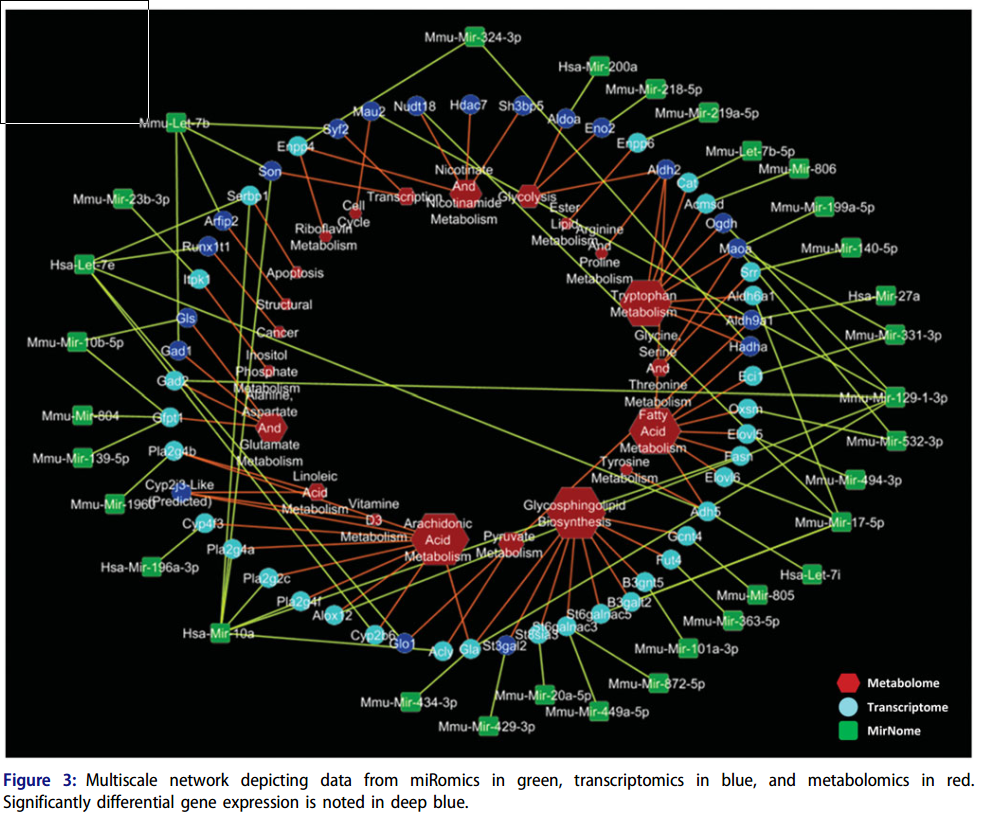 Mmu-Mir-324-3p
Hsa-Mir-200a
Mmu-Mir-218-5p
Mmu-Mir-219a-5p
Mmu-Let-7b-5p
Mmu-Mir-806
Mmu-Mir-199a-5p
Mmu-Mir-140-5p
Hsa-Mir-27a
Mmu-Mir-331-3p
Mmu-Mir-129-1-3p
Mmu-Mir-532-3p
Mmu-Mir-494-3p
Mmu-Mir-17-5p
Hsa-Let-7i
Mmu-Mir-805
Mmu-Mir-363-5p
Mmu-Mir-101a-3p
Mmu-Mir-872-5p
Mmu-Mir-449a-5p
Mmu-Mir-20a-5p
Mmu-Mir-429-3p
Mmu-Mir-434-3p
Hsa-Mir-10a
Hsa-Mir-196a-3p
Mmu-Mir-1960
Mmu-Mir-139-5p
Mmu-Mir-804
Mmu-Mir-10b-5p
Hsa-Let-7e
Mmu-Mir-23b-3p
Mmu-Let-7b
Mau2
Nudt18
Hdac7
Sh3bp5
Aldoa
Eno2
Enpp6
Aldh2
Cat
Acmsd
Ogdh
Maoa
Srr
Aldh6a1
Aldh9a1
Hadha
Eci1
Oxsm
Elovl5
Fasn
Elovl6
Adh5
Gcnt4
Fut4
B3gnt5
B3galt2
St6galnac5
St6galnac3
St8sia3
St3gal2
Gla
Acly
Glo1
Cyp2b6
Alox12
Pla2g4f
Pla2g2c
Pla2g4a
Cyp4f3
Cyp2j3-Like
(Predicted)
Pla2g4b
Gfpt1
Gad2
Gad1
Gls
Itpk1
Runx1t1
Arfip2
Serbp1
Son
Enpp4
Syf2
Transcription
Nicotinate
And
Nicotinamide
Metabolism
Glycolysis
Cell
Cycle
Riboflavin
Metabolism
Ester
Lipid
Metabolism
Arginine
And
Proline
Metabolism
Apoptosis
Structural
Cancer
Tryptophan
Metabolism
Glycine,
Serine
And
Threonine
Metabolism
Inositol
Phosphate
Metabolism
Alanine,
Aspartate
And
Glutamate
Metabolism
Fatty
Acid
Metabolism
Tyrosine
Metabolism
Linoleic
Acid
Metabolism
Vitamine
D3
Metabolism
Arachidonic
Acid
Metabolism
Pyruvate
Metabolism
Glycosphingolipid
Biosynthesis
Metabolome
Transcriptome
MirNome
Figure 3: Multiscale network depicting data from miRomics in green, transcriptomics in blue, and metabolomics in red.
Significantly differential gene expression is noted in deep blue.